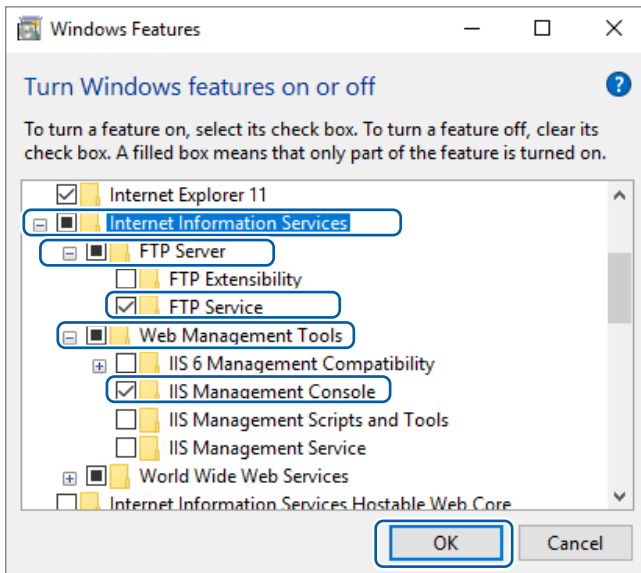 Windows Features
Turn Windows features on or off
?
To turn a feature on, select its check box. To turn a feature off, clear its
check box. A filled box means that only part of the feature is turned on.
Internet Explorer 11
Internet Information Services
FTP Server
FTP Extensibility
FTP Service
Web Management Tools
IIS 6 Management Compatibility
IIS Management Console
IIS Management Scripts and Tools
IIS Management Service
World Wide Web Services
Internet Information Services Hostable Web Core
OK Cancel